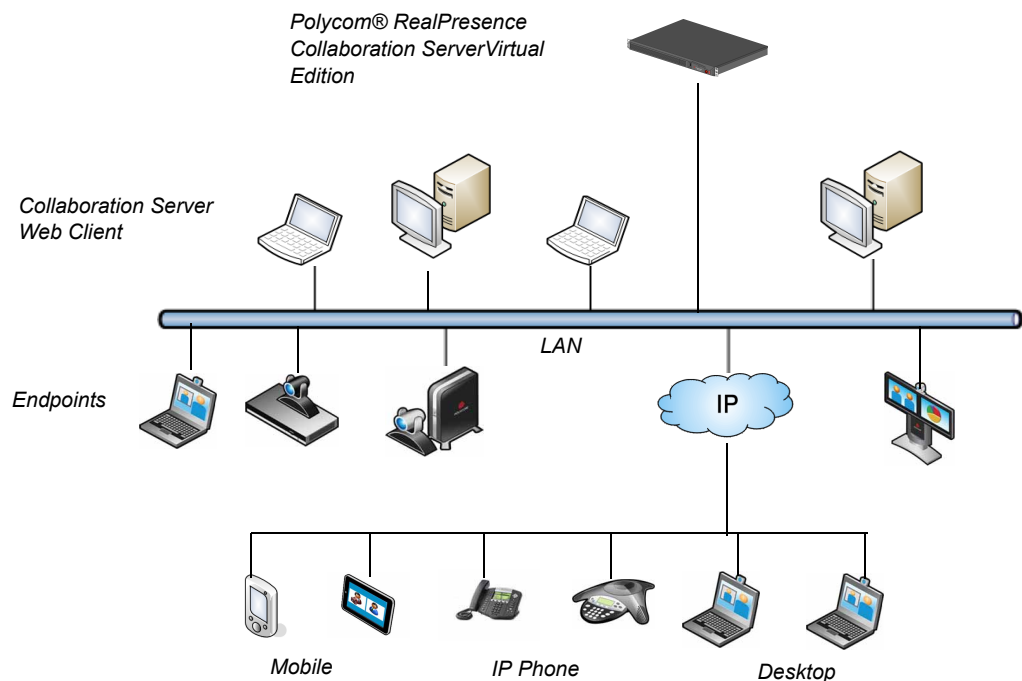 Polycom® RealPresence
Collaboration ServerVirtual
Edition
Collaboration Server
Web Client
LAN
Endpoints
IP
Mobile
IP Phone
Desktop